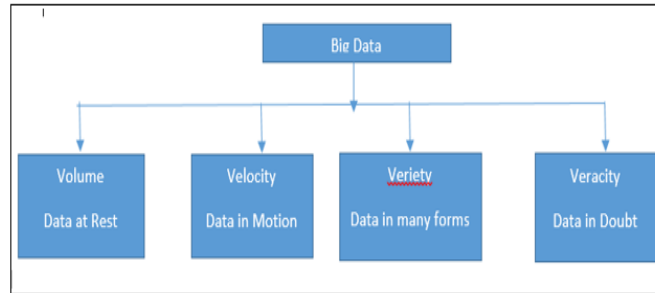 Big Data
Volume
Data at Rest
Velocity
Data in Motion
Veriety
Data in many forms
Veracity
Data in Doubt